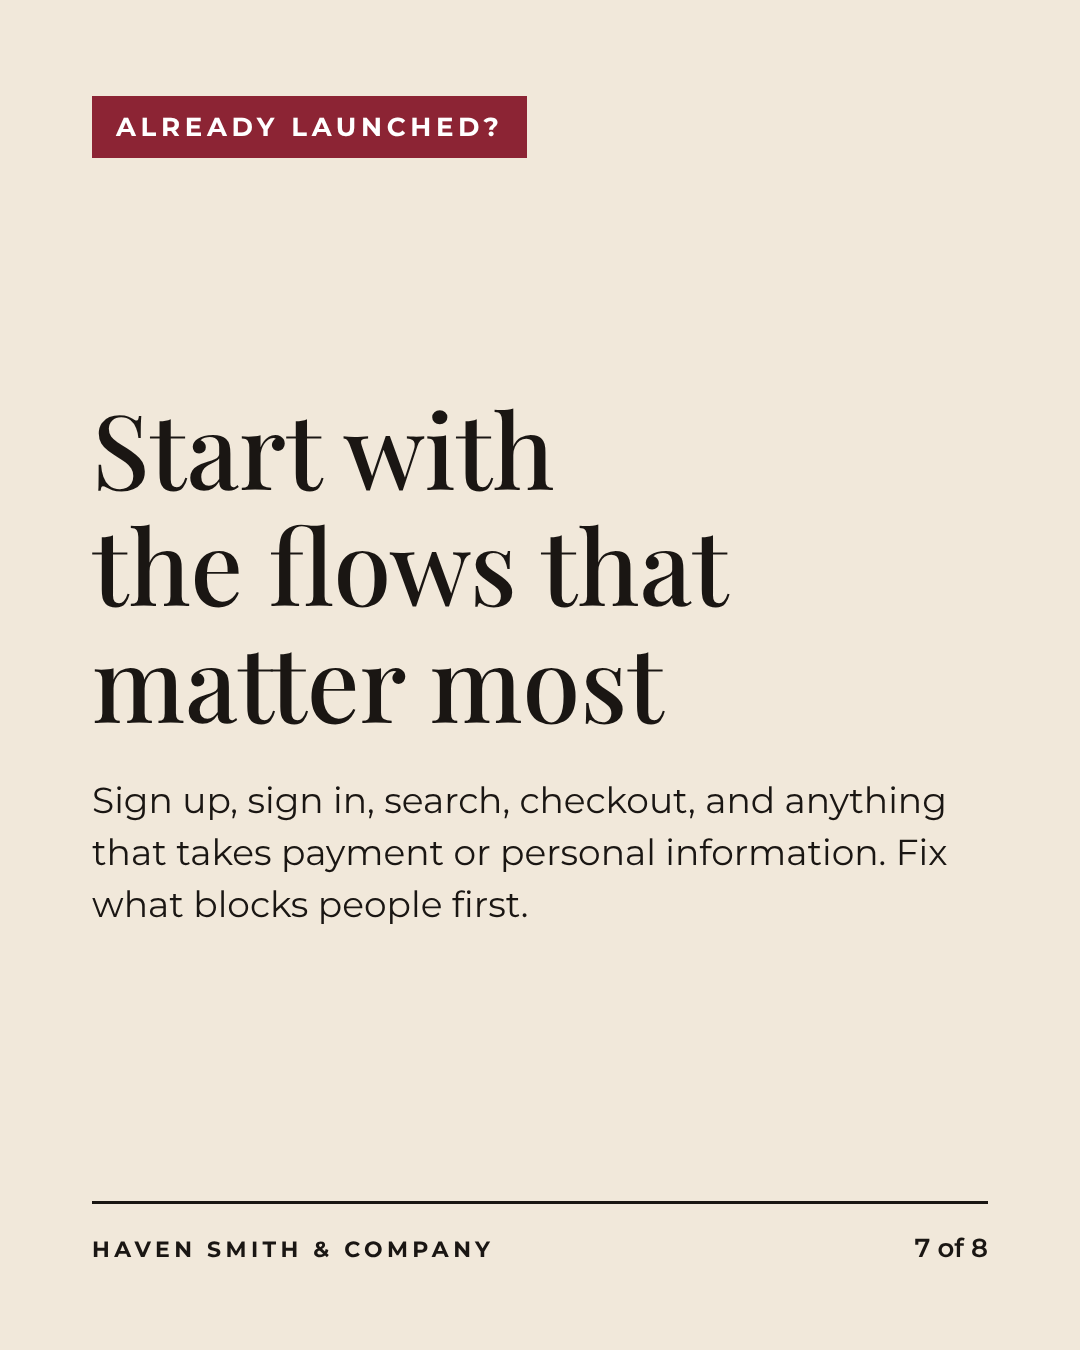 ALREADY LAUNCHED?
Start with
the flows that
matter most
Sign up, sign in, search, checkout, and anything
that takes payment or personal information. Fix
what blocks people first.
HAVEN SMITH & COMPANY
7 of 8